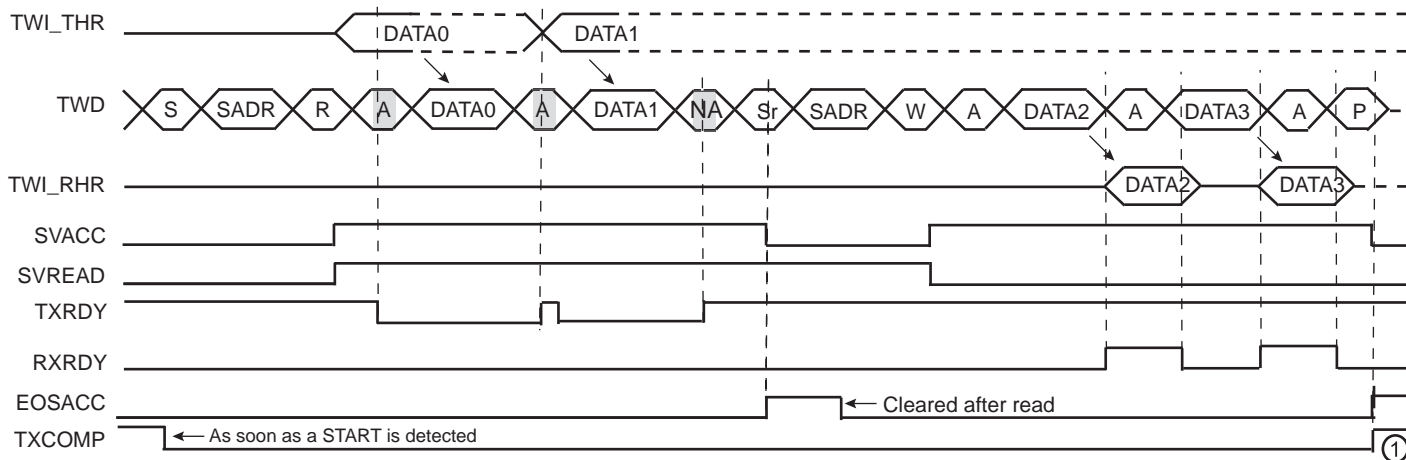 TWI_THR DATA0 DATA1
TWD S SADR R A DATA0 A DATA1 NA Sr SADR W A DATA2 A DATA3 A P
TWI_RHR DATA2 DATA3
SVACC
SVREAD
TXRDY
RXRDY
EOSACC Cleared after read
TXCOMP As soon as a START is detected 1